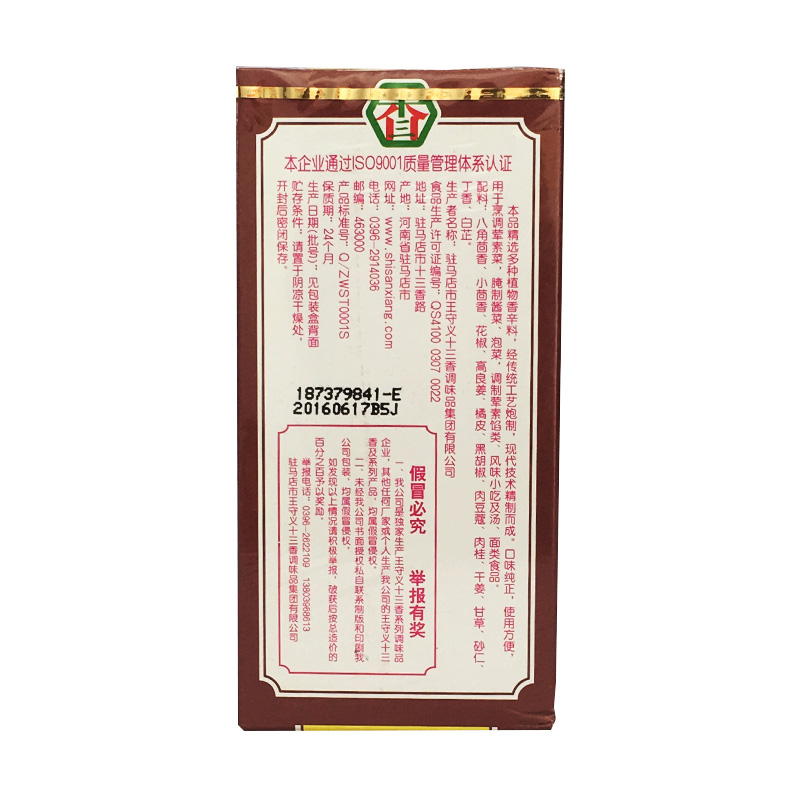 本企业通过ISO9001质量管理体系认证
本品精选多种植物香辛料，经传统工艺炮制，现代技术精制而成。口味纯正，使用方便，
用于烹调荤素菜，腌制酱菜、泡菜，调制荤素馅类、风味小吃及汤、面类食品。
配料：八角茴香、小茴香、花椒、高良姜、橘皮、黑胡椒、肉豆蔻、肉桂、干姜、甘草、砂仁、
丁香、白芷。
生产者名称：驻马店市王守义十三香调味品集团有限公司
食品生产许可证编号：QS4100 0307 0022
地址：驻马店市十三香路
产地：河南省驻马店市
网址：www.shisanxiang.com
电话：0396-2914036
邮编：463000
产品标准号：Q/ZWST0001S
保质期：24个月
生产日期(批号)：见包装盒背面
贮存条件：请置于阴凉干燥处，
开封后密闭保存。
187379841-E
20160617B5J
假冒必究 举报有奖
一、我公司是独家生产王守义十三香系列调味品
企业，其他任何厂家或个人生产我公司的王守义十三
香及系列产品，均属假冒侵权。
二、未经我公司书面授权私自联系制版和印刷我
公司包装，均属假冒侵权。
如发现以上情况请积极举报，破获后按总造价的
百分之百予以奖励。
举报电话：0396-2622109 13803968613
驻马店市王守义十三香调味品集团有限公司